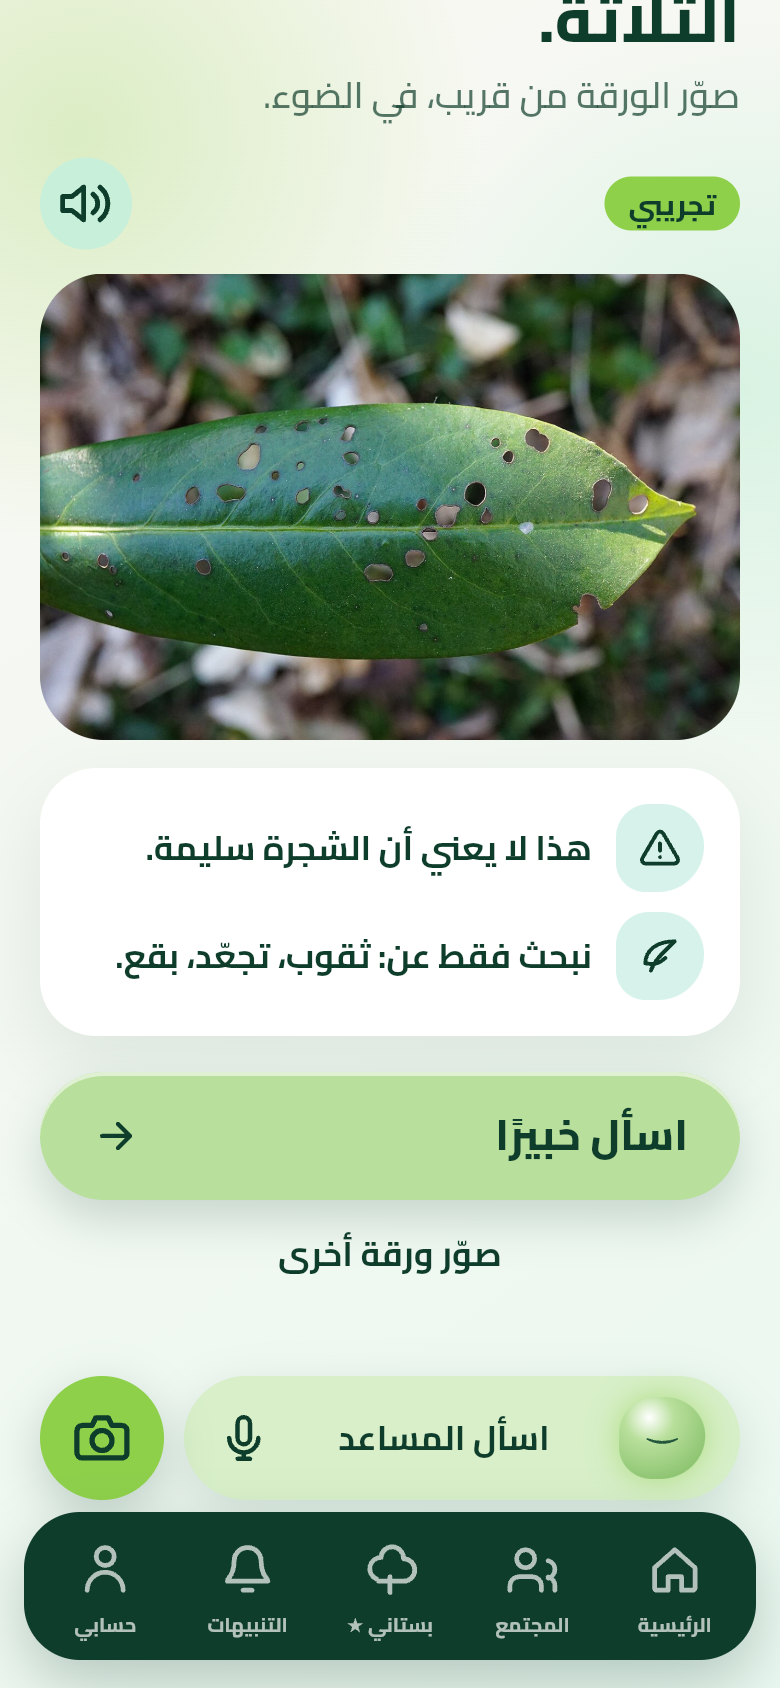 الثلاثة.
صوّر الورقة من قريب، في الضوء.
تجريبي
هذا لا يعني أن الشجرة سليمة.
نبحث فقط عن: ثقوب، تجعّد، بقع.
اسأل خبيرًا
صوّر ورقة أخرى
اسأل المساعد
الرئيسية
المجتمع
بستاني ★
التنبيهات
حسابي